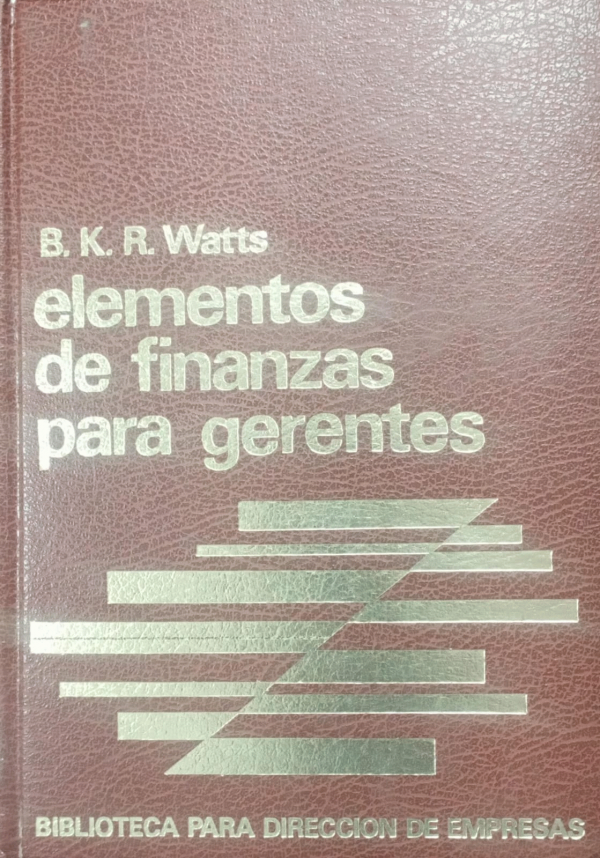 B. K. R. Watts
elementos
de finanzas
para gerentes
BIBLIOTECA PARA DIRECCION DE EMPRESAS